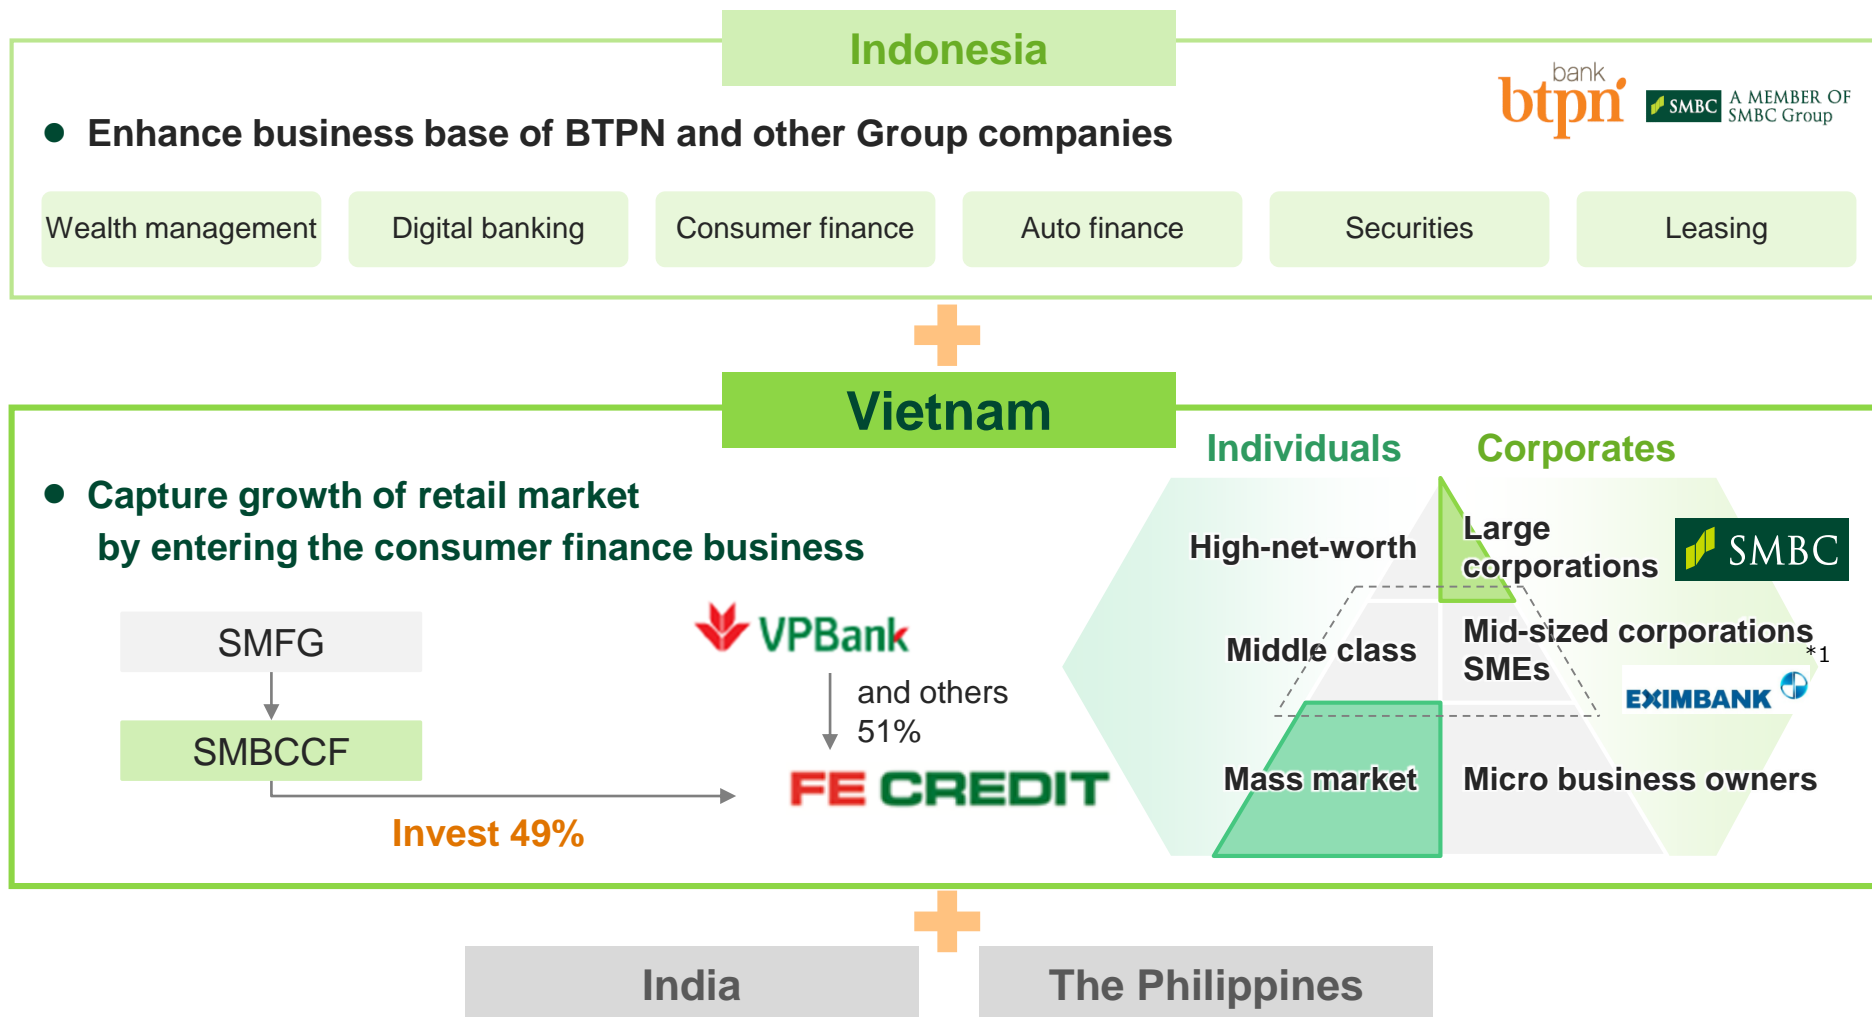 Indonesia
bank
btpn
SMBC
A MEMBER OF
SMBC Group
● Enhance business base of BTPN and other Group companies
Wealth management
Digital banking
Consumer finance
Auto finance
Securities
Leasing
Vietnam
● Capture growth of retail market
by entering the consumer finance business
SMFG
SMBCCF
Invest 49%
VPBank
and others
51%
FE CREDIT
Individuals
Corporates
High-net-worth
Large
corporations
SMBC
Middle class
Mid-sized corporations
SMEs
*1
EXIMBANK
Mass market
Micro business owners
India
The Philippines